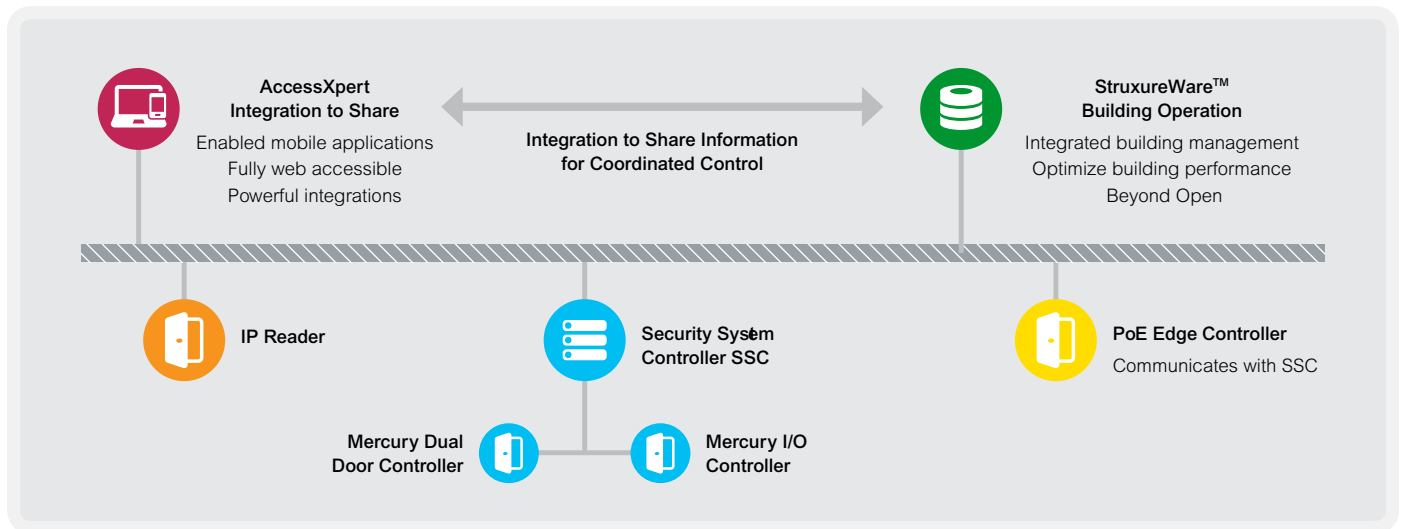 AccessXpert
Integration to Share
Enabled mobile applications
Fully web accessible
Powerful integrations
Integration to Share Information
for Coordinated Control
StruxureWare™
Building Operation
Integrated building management
Optimize building performance
Beyond Open
IP Reader
Security System
Controller SSC
PoE Edge Controller
Communicates with SSC
Mercury Dual
Door Controller
Mercury I/O
Controller